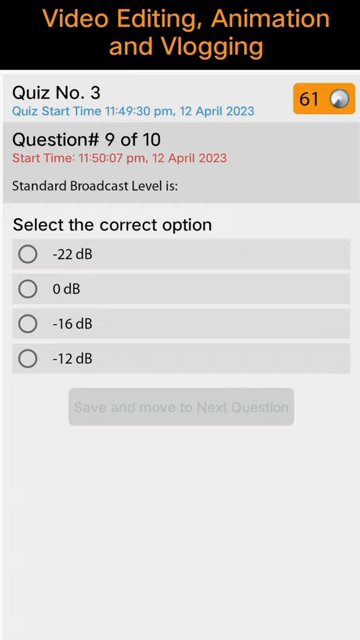 Video Editing, Animation
and Vlogging
Quiz No. 3
Quiz Start Time 11:49:30 pm, 12 April 2023
61
Question# 9 of 10
Start Time: 11:50:07 pm, 12 April 2023
Standard Broadcast Level is:
Select the correct option
-22 dB
0 dB
-16 dB
-12 dB
Save and move to Next Question